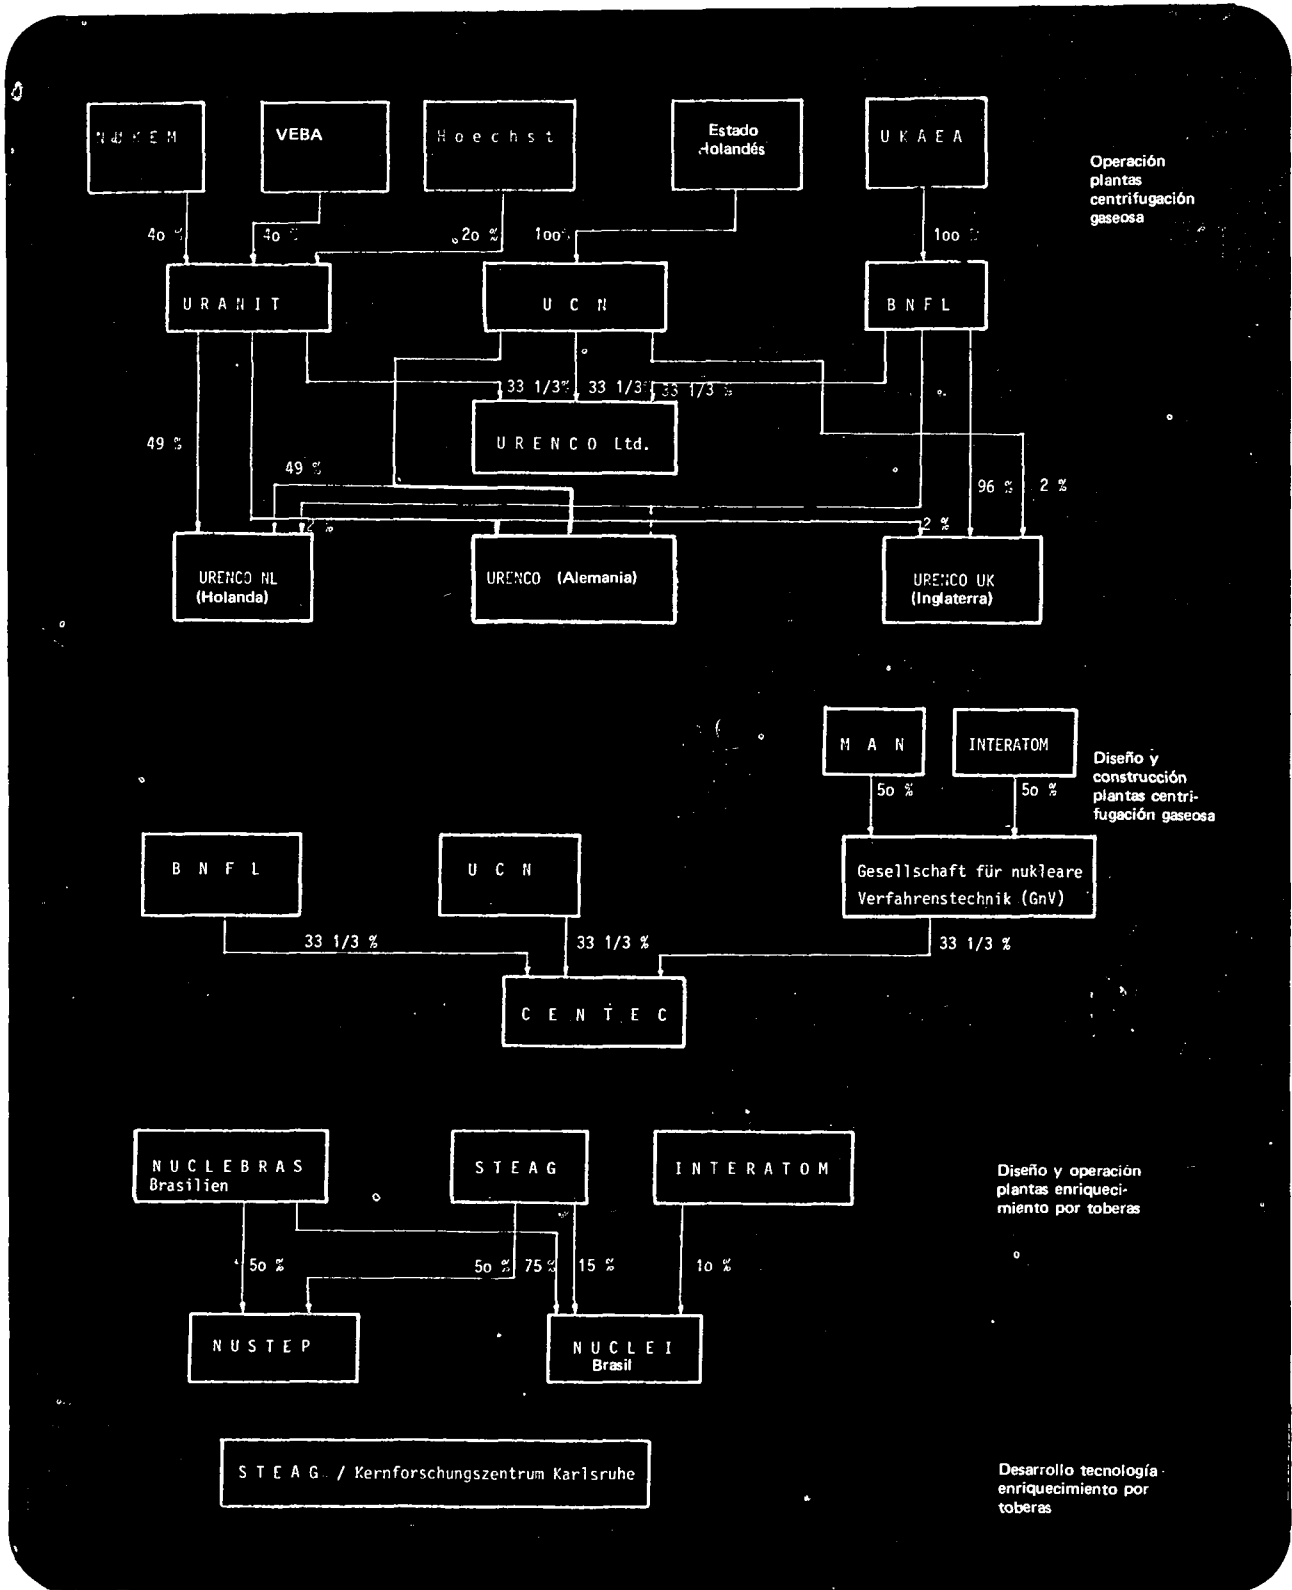 NUKEM
VEBA
Hoechst
Estado
Holandés
UKAEA
Operación
plantas
centrifugación
gaseosa
4o %
4o %
2o %
1oo%
1oo %
URANIT
UCN
BNFL
33 1/3%
33 1/3%
33 1/3 %
URENCO Ltd.
49 %
49 %
96 %
2 %
2 %
2 %
URENCO NL
(Holanda)
URENCO (Alemania)
URENCO UK
(Inglaterra)
MAN
INTERATOM
Diseño y
construcción
plantas centri-
fugación gaseosa
5o %
5o %
BNFL
UCN
Gesellschaft für nukleare
Verfahrenstechnik (GnV)
33 1/3 %
33 1/3 %
33 1/3 %
CENTEC
NUCLEBRAS
Brasilien
STEAG
INTERATOM
Diseño y operación
plantas enriqueci-
miento por toberas
5o %
5o %
75%
15 %
1o %
NUSTEP
NUCLEI
Brasil
STEAG / Kernforschungszentrum Karlsruhe
Desarrollo tecnología
enriquecimiento por
toberas